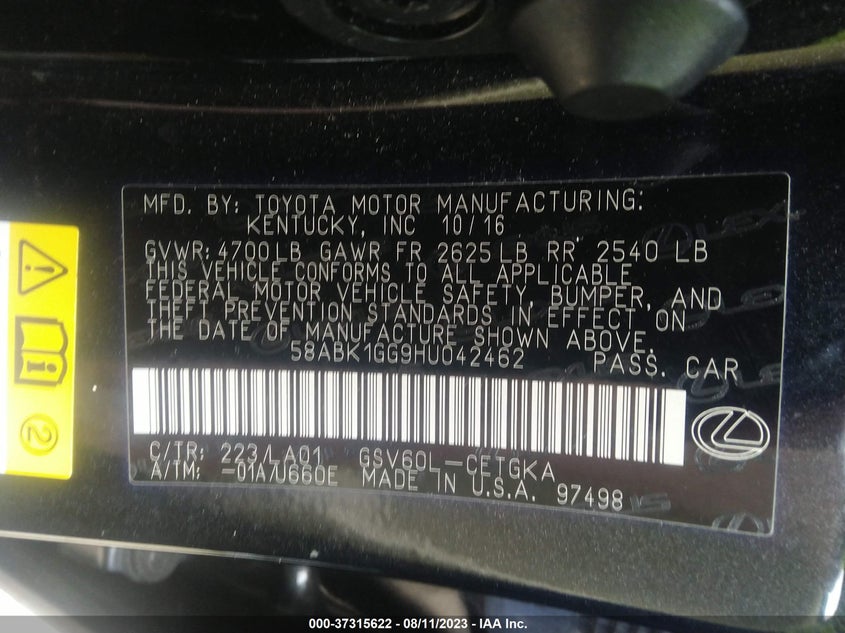 MFD. BY: TOYOTA MOTOR MANUFACTURING:
KENTUCKY, INC 10/16
GVWR: 4700 LB GAWR FR 2625 LB RR 2540 LB
THIS VEHICLE CONFORMS TO ALL APPLICABLE
FEDERAL MOTOR VEHICLE SAFETY, BUMPER, AND
THEFT PREVENTION STANDARDS IN EFFECT ON
THE DATE OF MANUFACTURE SHOWN ABOVE.
58ABK1GG9HU042462 PASS. CAR
C/TR: 223/LA01 GSV60L-CETGKA
A/TM: -01A/U660E MADE IN U.S.A. 97498
2
000-37315622 - 08/11/2023 - IAA Inc.